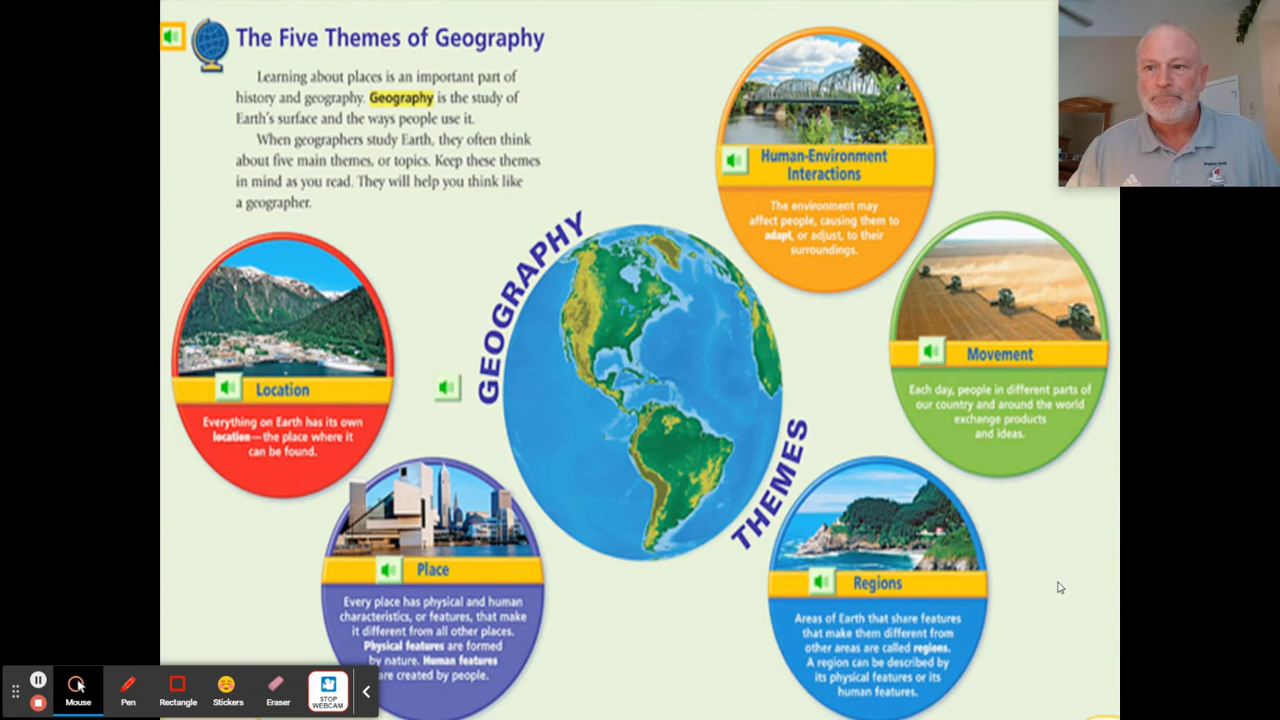 The Five Themes of Geography
Learning about places is an important part of
history and geography. Geography is the study of
Earth's surface and the ways people use it.
When geographers study Earth, they often think
about five main themes, or topics. Keep these themes
in mind as you read. They will help you think like
a geographer.
GEOGRAPHY
THEMES
Human-Environment
Interactions
The environment may
affect people, causing them to
adapt, or adjust, to their
surroundings.
Movement
Each day, people in different parts of
our country and around the world
exchange products
and ideas.
Location
Everything on Earth has its own
location—the place where it
can be found.
Place
Every place has physical and human
characteristics, or features, that make
it different from all other places.
Physical features are formed
by nature. Human features
are created by people.
Regions
Areas of Earth that share features
that make them different from
other areas are called regions.
A region can be described by
its physical features or its
human features.
Mouse
Pen
Rectangle
Stickers
Eraser
STOP
WEBCAM